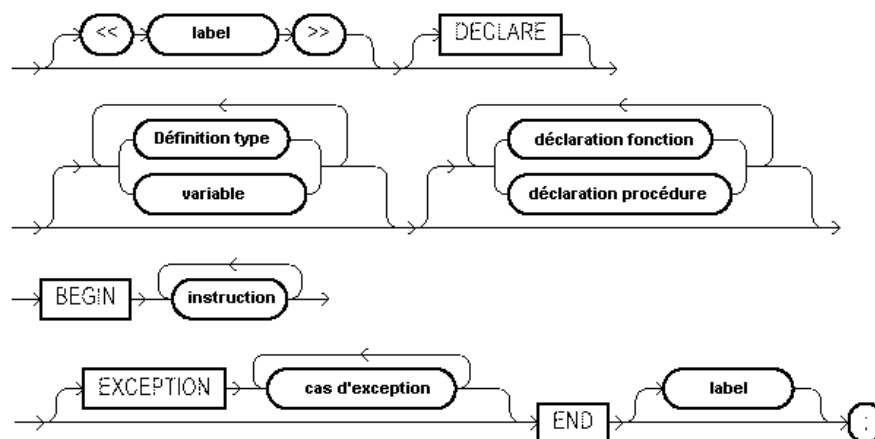 << label >> DECLARE
Définition type
variable
déclaration fonction
déclaration procédure
BEGIN instruction
EXCEPTION cas d'exception
END label ;